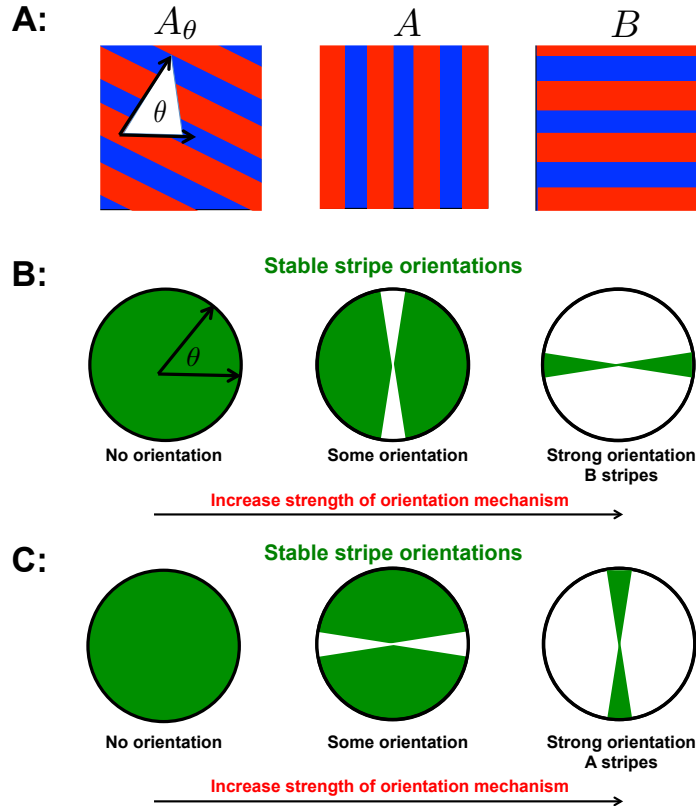 A:
A_θ
A
B
θ
Stable stripe orientations
B:
θ
No orientation
Some orientation
Strong orientation
B stripes
Increase strength of orientation mechanism
Stable stripe orientations
C:
No orientation
Some orientation
Strong orientation
A stripes
Increase strength of orientation mechanism